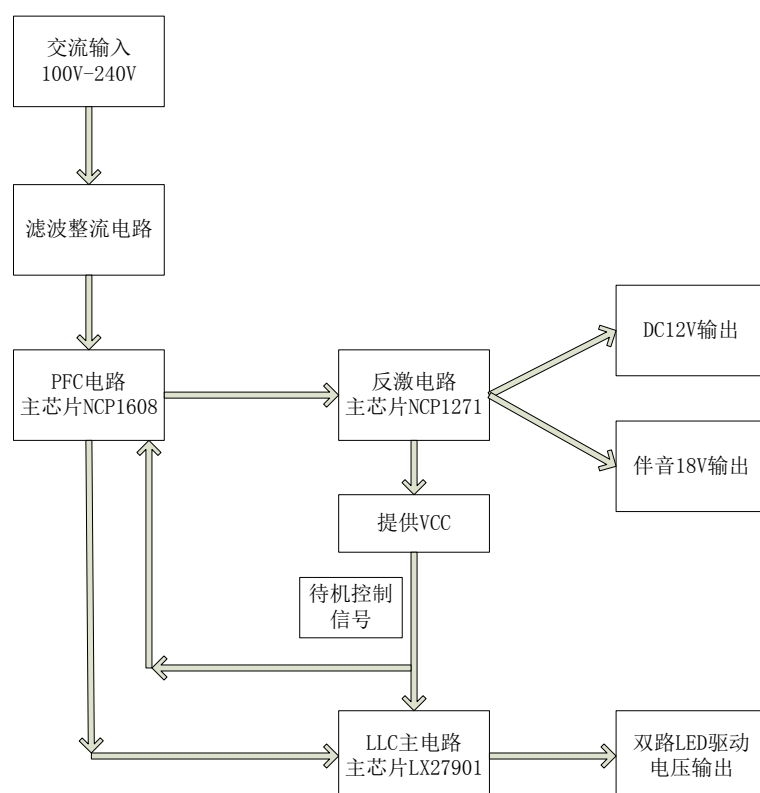 交流输入
100V-240V
滤波整流电路
PFC电路
主芯片NCP1608
反激电路
主芯片NCP1271
DC12V输出
伴音18V输出
提供VCC
待机控制
信号
LLC主电路
主芯片LX27901
双路LED驱动
电压输出